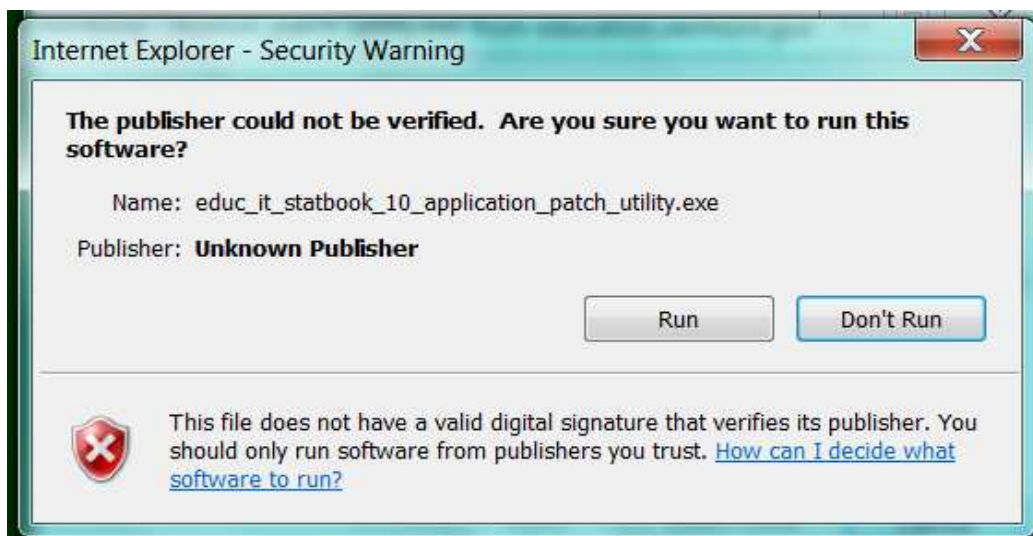 Internet Explorer - Security Warning
The publisher could not be verified. Are you sure you want to run this
software?
Name: educ_it_statbook_10_application_patch_utility.exe
Publisher: Unknown Publisher
Run Don't Run
This file does not have a valid digital signature that verifies its publisher. You
should only run software from publishers you trust. How can I decide what
software to run?